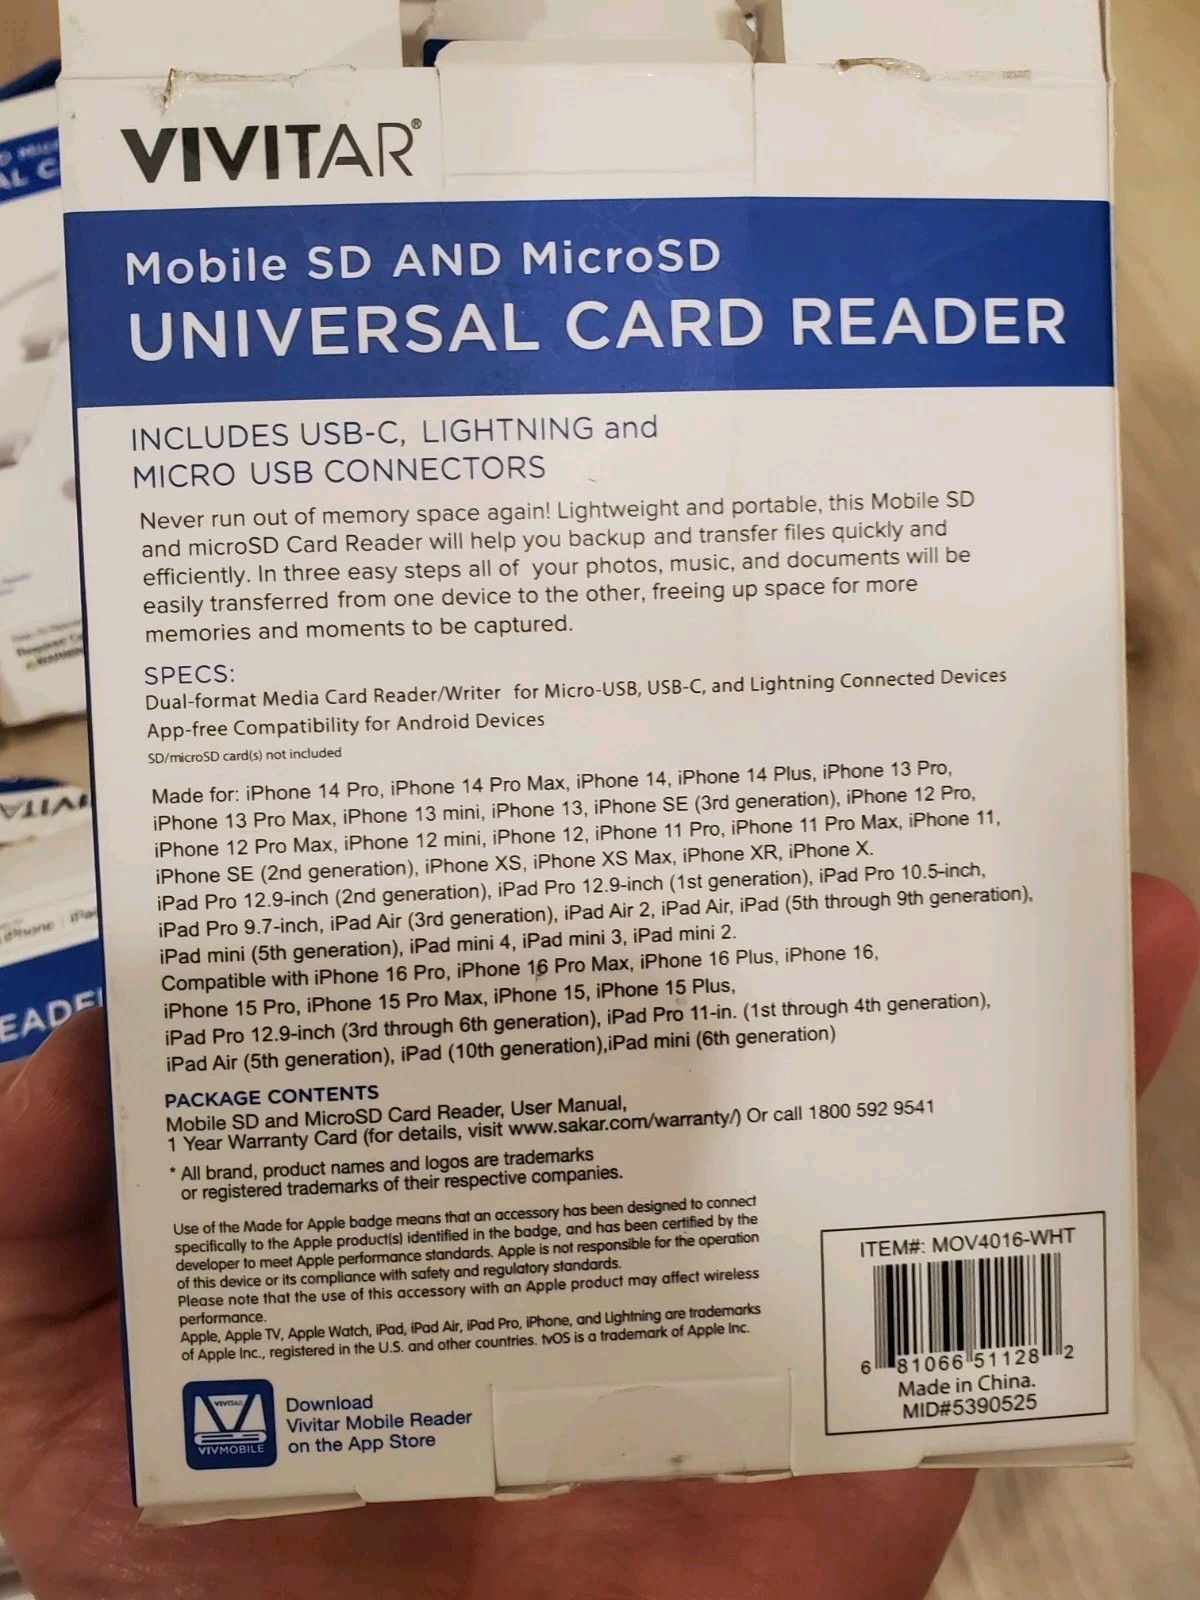 VIVITAR®
Mobile SD AND MicroSD
UNIVERSAL CARD READER
INCLUDES USB-C, LIGHTNING and
MICRO USB CONNECTORS
Never run out of memory space again! Lightweight and portable, this Mobile SD
and microSD Card Reader will help you backup and transfer files quickly and
efficiently. In three easy steps all of your photos, music, and documents will be
easily transferred from one device to the other, freeing up space for more
memories and moments to be captured.
SPECS:
Dual-format Media Card Reader/Writer for Micro-USB, USB-C, and Lightning Connected Devices
App-free Compatibility for Android Devices
SD/microSD card(s) not included
Made for: iPhone 14 Pro, iPhone 14 Pro Max, iPhone 14, iPhone 14 Plus, iPhone 13 Pro,
iPhone 13 Pro Max, iPhone 13 mini, iPhone 13, iPhone SE (3rd generation), iPhone 12 Pro,
iPhone 12 Pro Max, iPhone 12 mini, iPhone 12, iPhone 11 Pro, iPhone 11 Pro Max, iPhone 11,
iPhone SE (2nd generation), iPhone XS, iPhone XS Max, iPhone XR, iPhone X.
iPad Pro 12.9-inch (2nd generation), iPad Pro 12.9-inch (1st generation), iPad Pro 10.5-inch,
iPad Pro 9.7-inch, iPad Air (3rd generation), iPad Air 2, iPad Air, iPad (5th through 9th generation),
iPad mini (5th generation), iPad mini 4, iPad mini 3, iPad mini 2.
Compatible with iPhone 16 Pro, iPhone 16 Pro Max, iPhone 16 Plus, iPhone 16,
iPhone 15 Pro, iPhone 15 Pro Max, iPhone 15, iPhone 15 Plus,
iPad Pro 12.9-inch (3rd through 6th generation), iPad Pro 11-in. (1st through 4th generation),
iPad Air (5th generation), iPad (10th generation),iPad mini (6th generation)
PACKAGE CONTENTS
Mobile SD and MicroSD Card Reader, User Manual,
1 Year Warranty Card (for details, visit www.sakar.com/warranty/) Or call 1800 592 9541
* All brand, product names and logos are trademarks
or registered trademarks of their respective companies.
Use of the Made for Apple badge means that an accessory has been designed to connect
specifically to the Apple product(s) identified in the badge, and has been certified by the
developer to meet Apple performance standards. Apple is not responsible for the operation
of this device or its compliance with safety and regulatory standards.
Please note that the use of this accessory with an Apple product may affect wireless
performance.
Apple, Apple TV, Apple Watch, iPad, iPad Air, iPad Pro, iPhone, and Lightning are trademarks
of Apple Inc., registered in the U.S. and other countries. tvOS is a trademark of Apple Inc.
VIVITAR
VIVMOBILE
Download
Vivitar Mobile Reader
on the App Store
ITEM#: MOV4016-WHT
6 81066 51128 2
Made in China.
MID#5390525